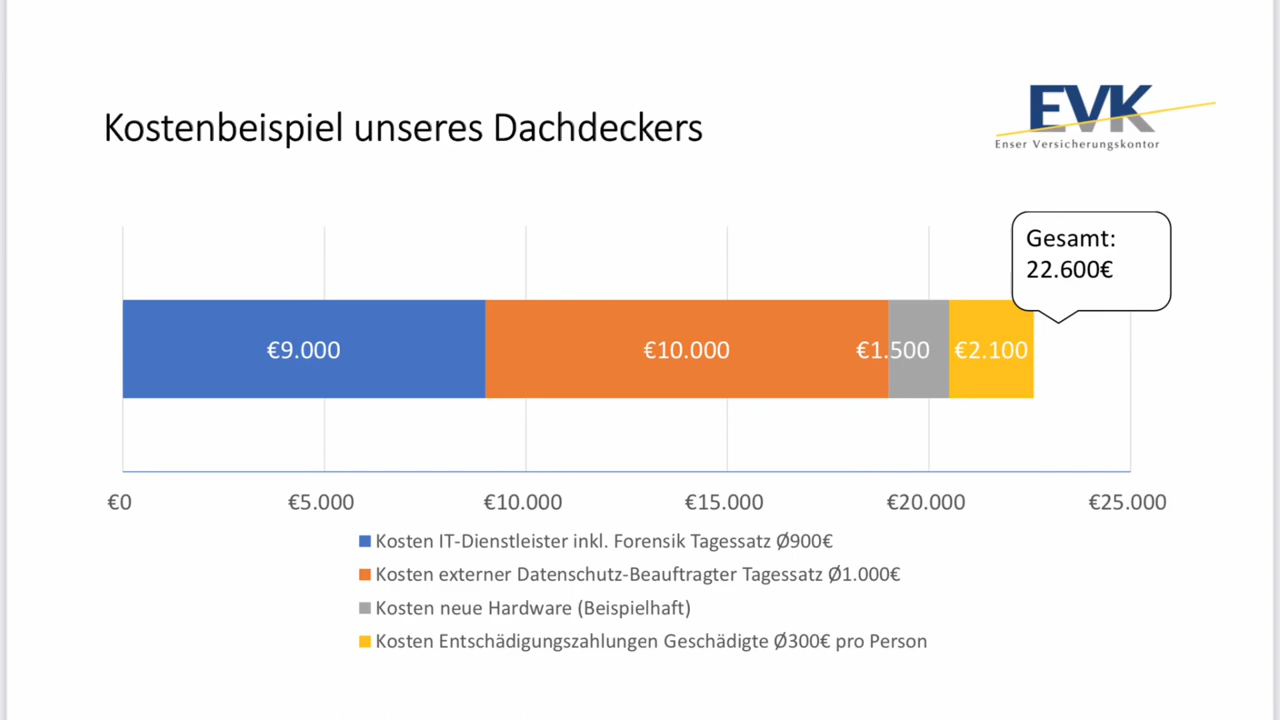 Kostenbeispiel unseres Dachdeckers
EVK
Enser Versicherungskontor
Gesamt:
22.600€
€9.000
€10.000
€1.500
€2.100
€0
€5.000
€10.000
€15.000
€20.000
€25.000
Kosten IT-Dienstleister inkl. Forensik Tagessatz Ø900€
Kosten externer Datenschutz-Beauftragter Tagessatz Ø1.000€
Kosten neue Hardware (Beispielhaft)
Kosten Entschädigungszahlungen Geschädigte Ø300€ pro Person